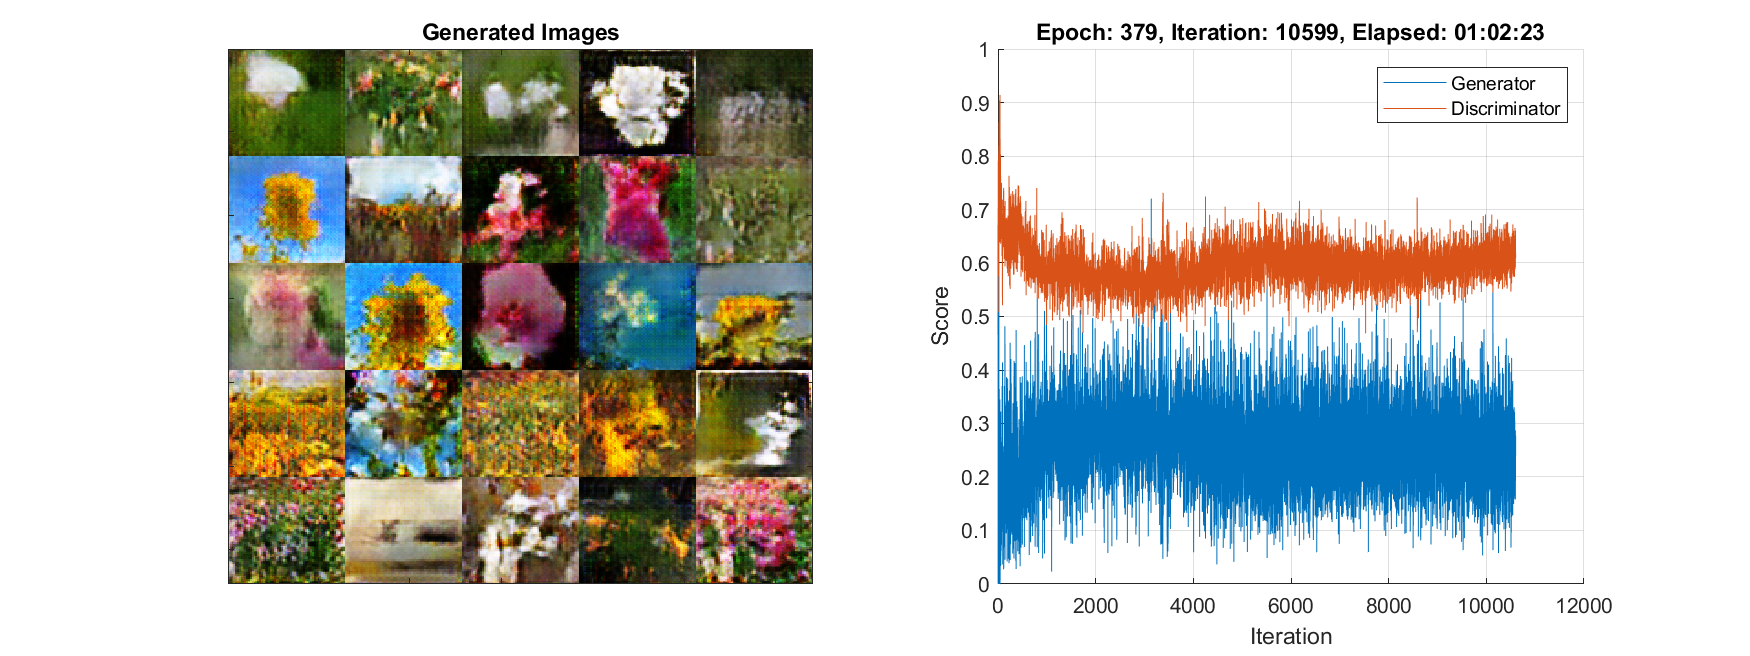 Generated Images
Epoch: 379, Iteration: 10599, Elapsed: 01:02:23
Generator
Discriminator
1
0.9
0.8
0.7
0.6
0.5
0.4
0.3
0.2
0.1
0
Score
0 2000 4000 6000 8000 10000 12000
Iteration